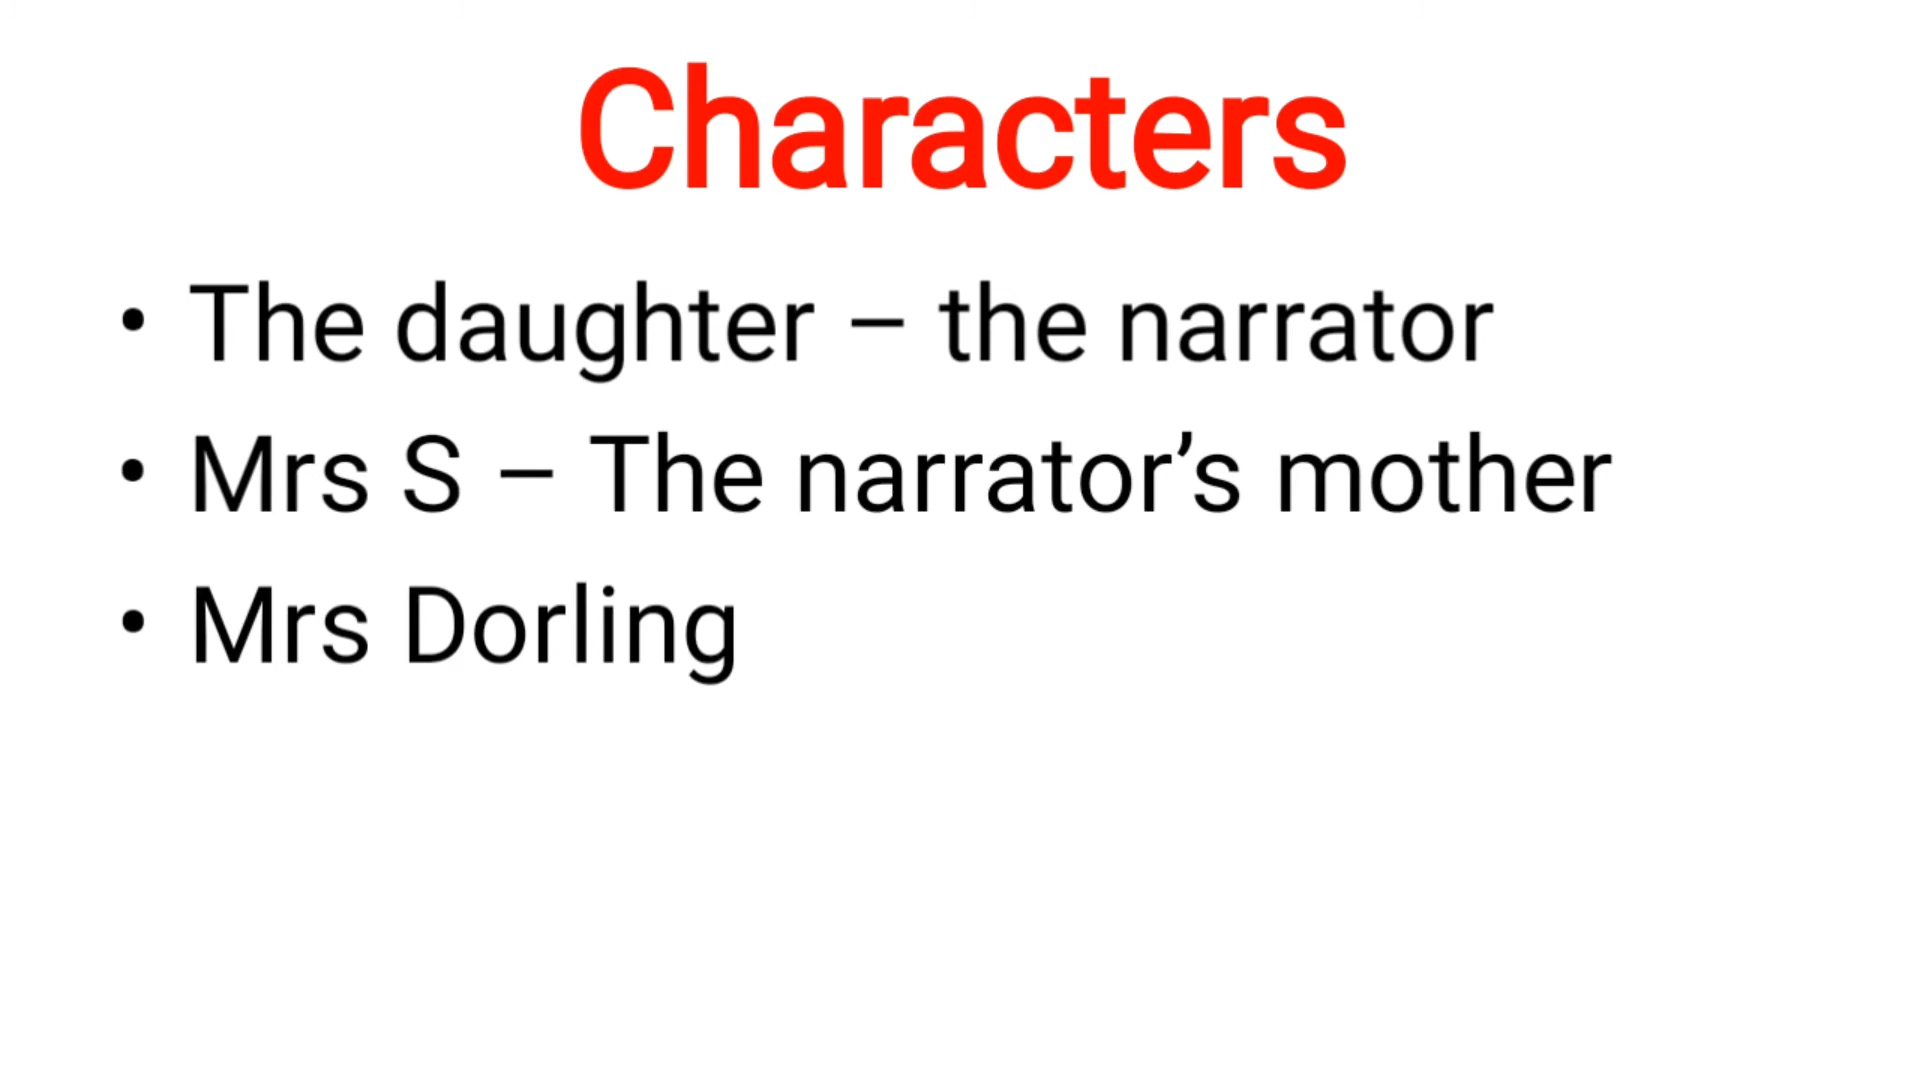 Characters
• The daughter – the narrator
• Mrs S – The narrator’s mother
• Mrs Dorling